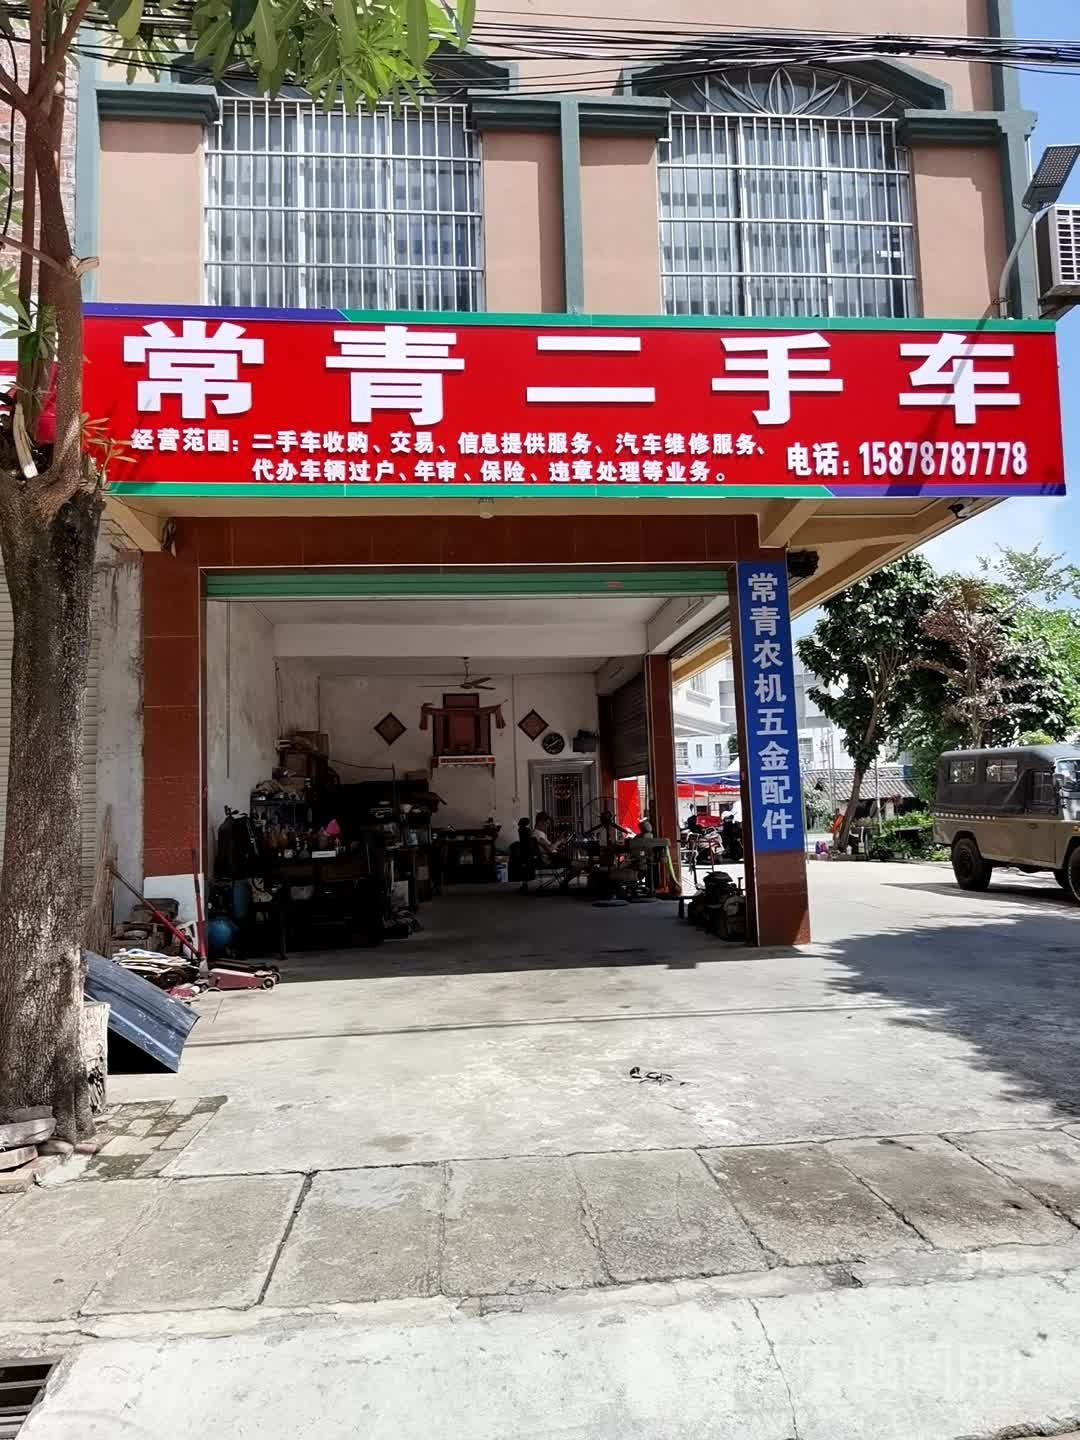 常青二手车
经营范围：二手车收购、交易、信息提供服务、汽车维修服务、
代办车辆过户、年审、保险、违章处理等业务。
电话：15878787778
常青农机五金配件